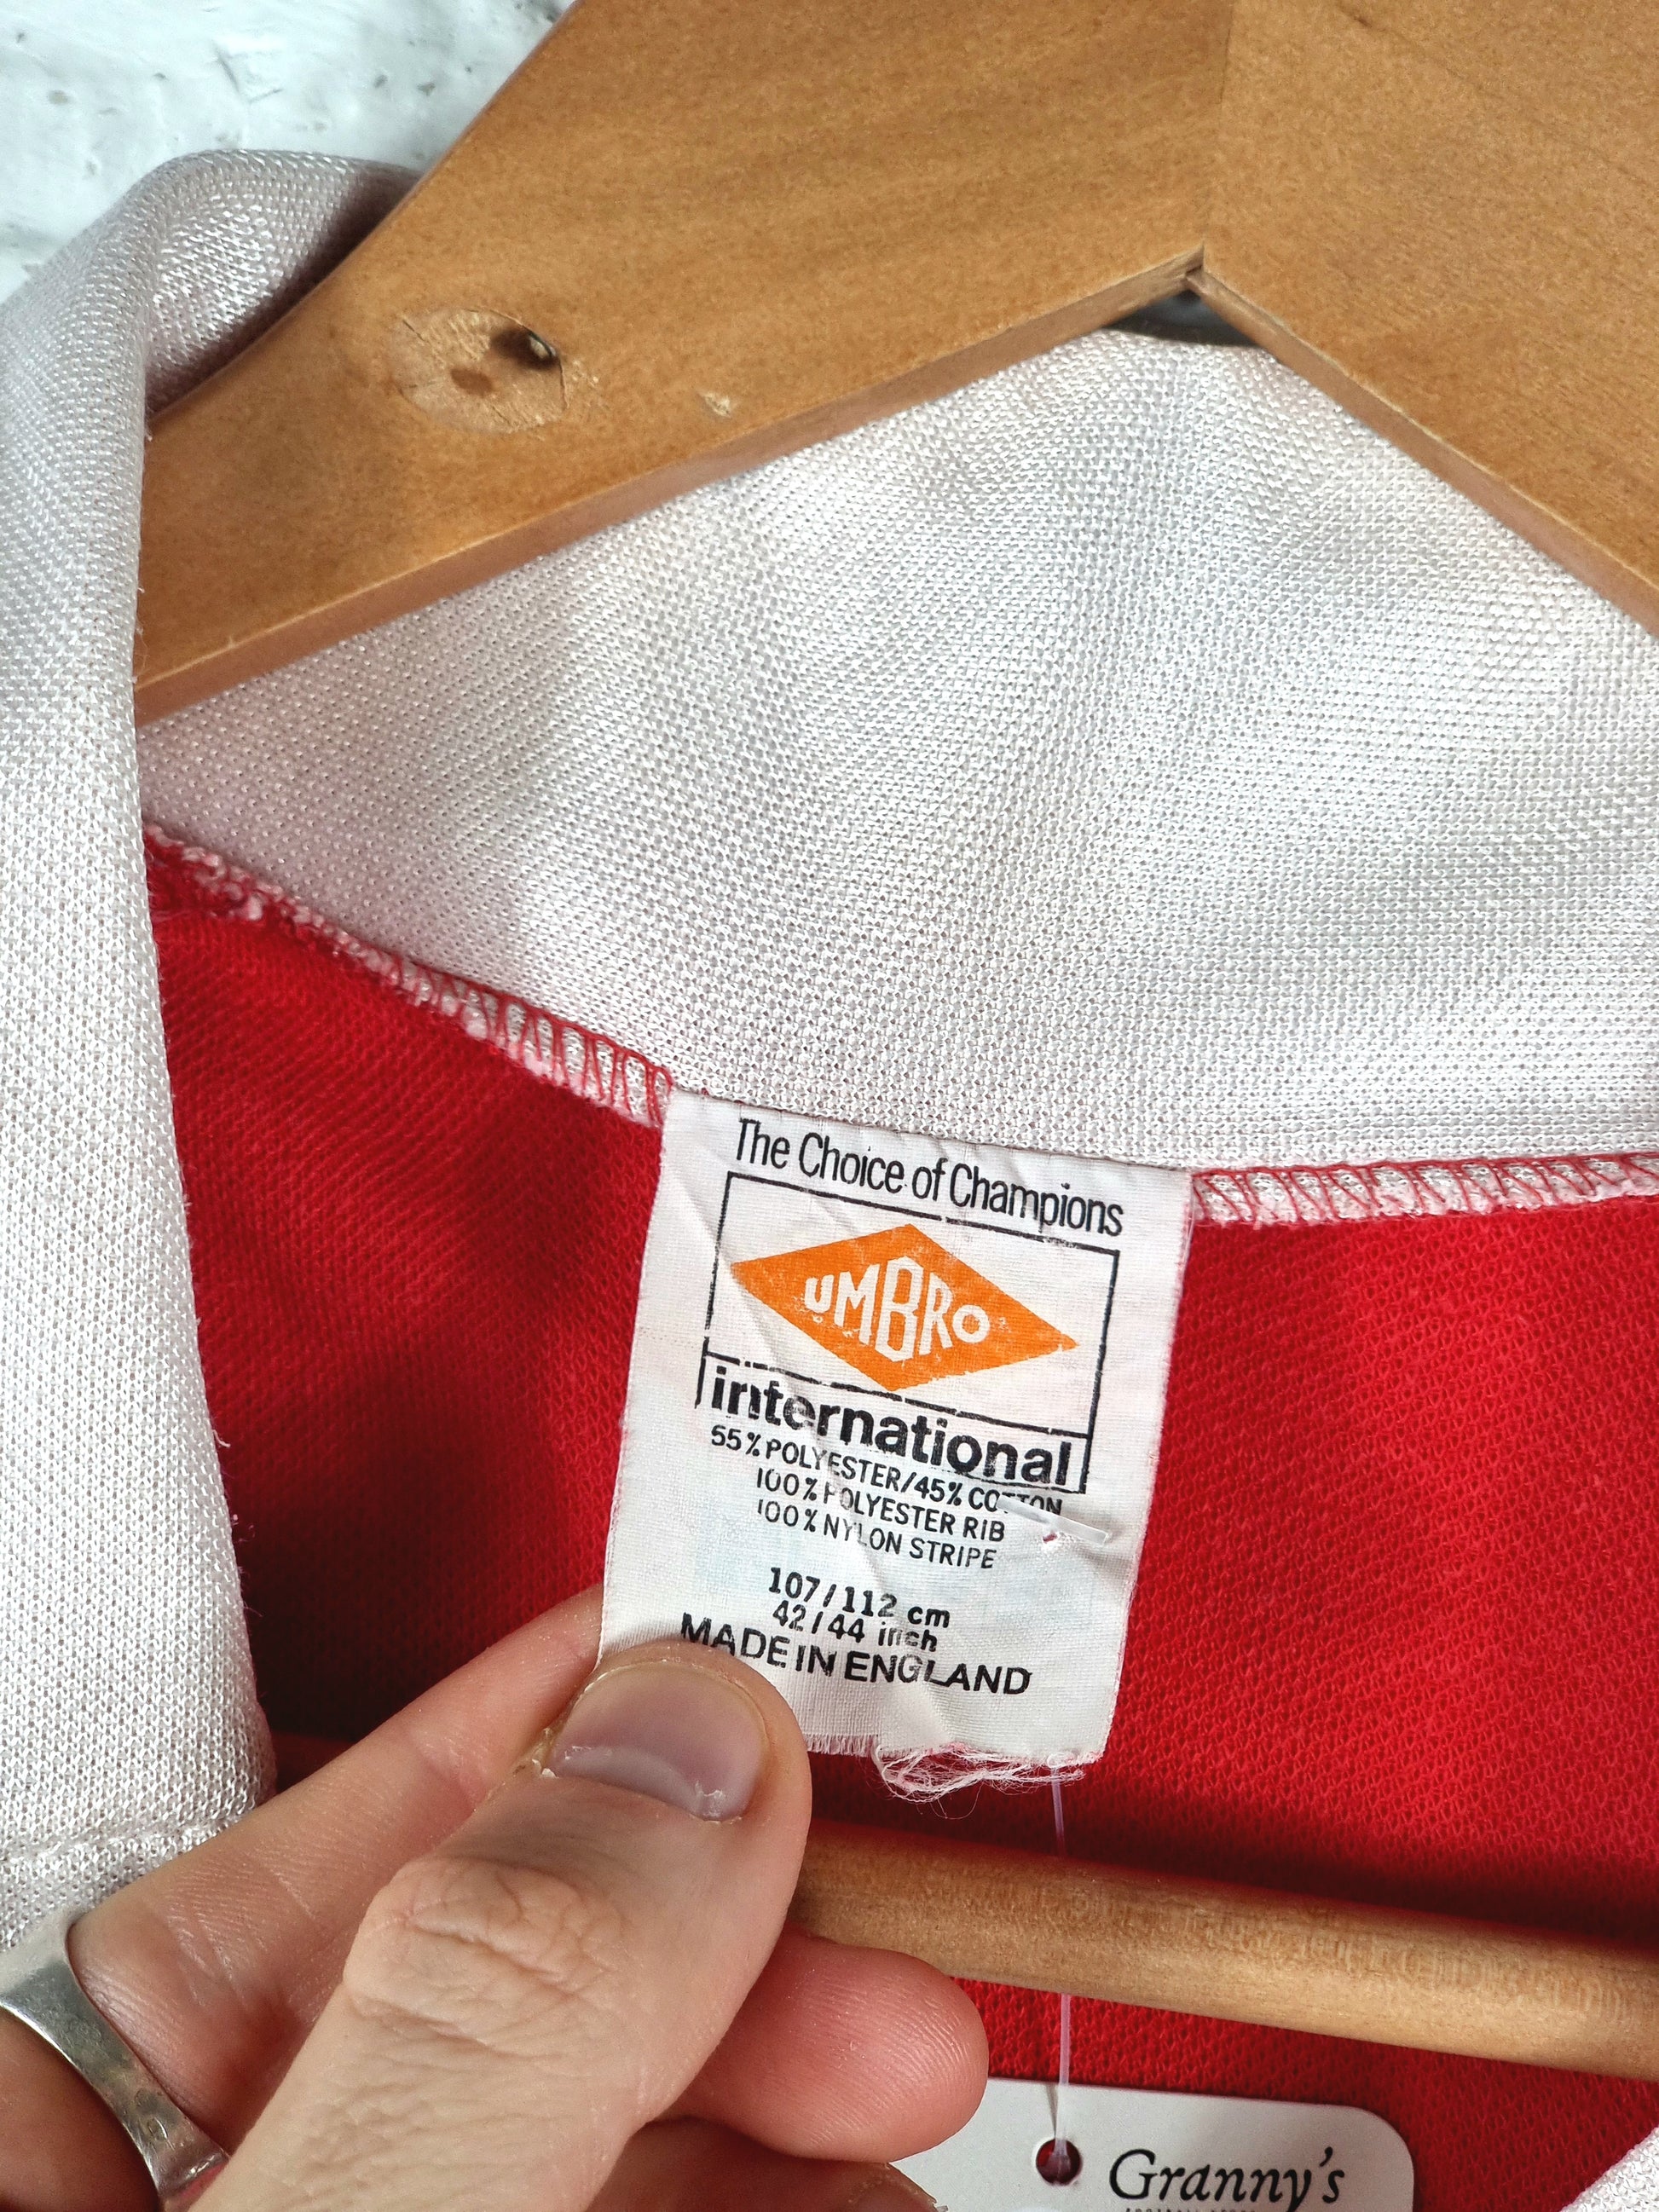 The Choice of Champions
UMBRO
international
55% POLYESTER/45% COTTON
100% POLYESTER RIB
100% NYLON STRIPE
107/112 cm
42/44 inch
MADE IN ENGLAND
Granny's